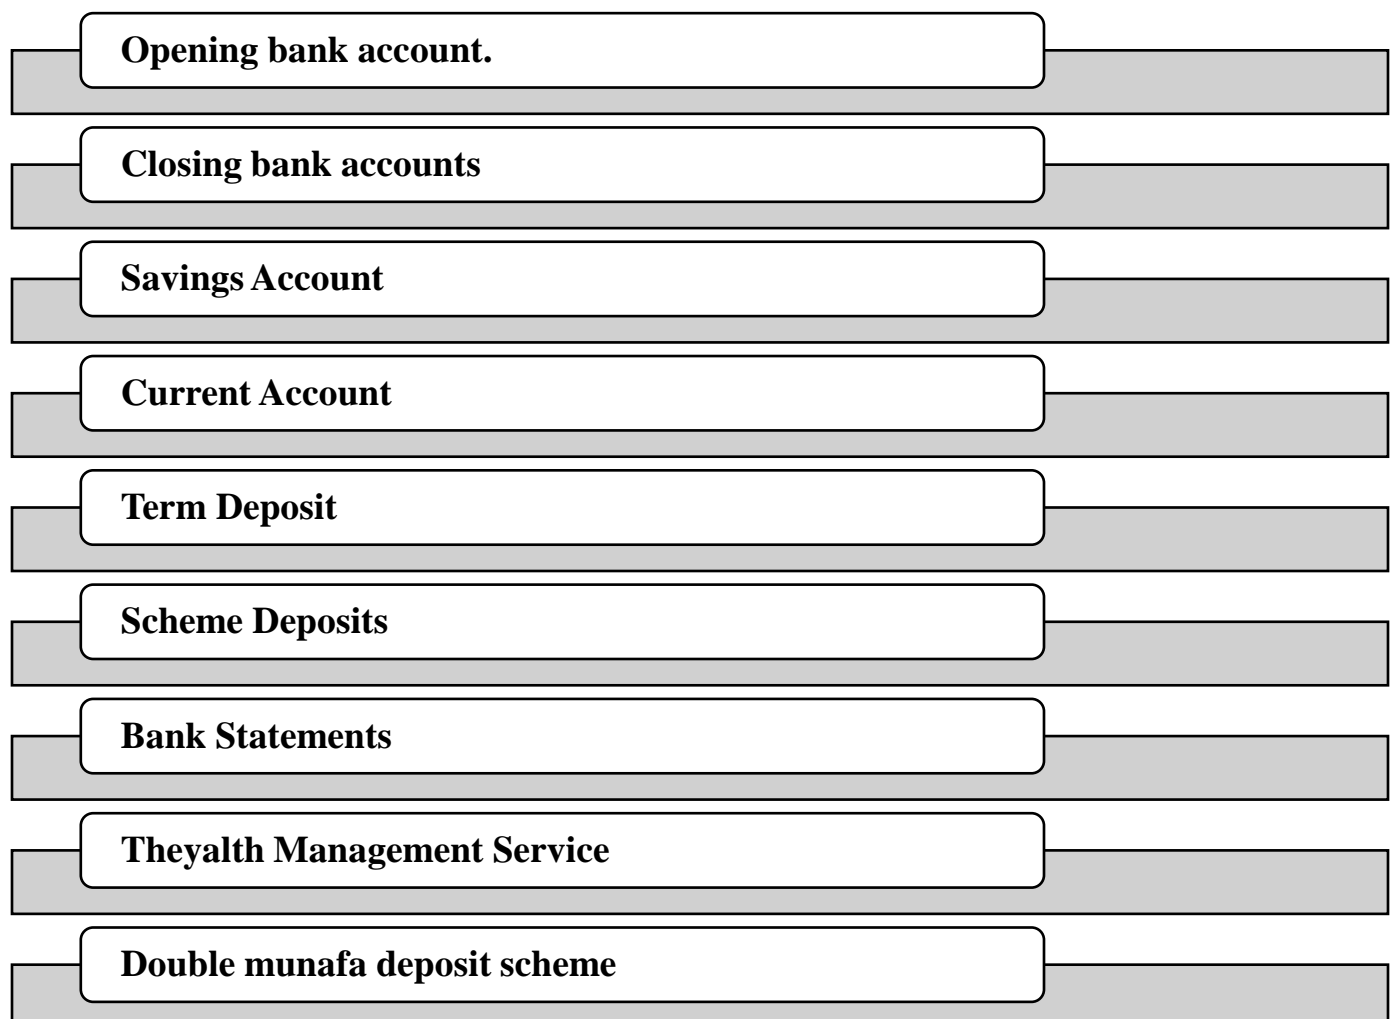 Opening bank account.
Closing bank accounts
Savings Account
Current Account
Term Deposit
Scheme Deposits
Bank Statements
Theyalth Management Service
Double munafa deposit scheme